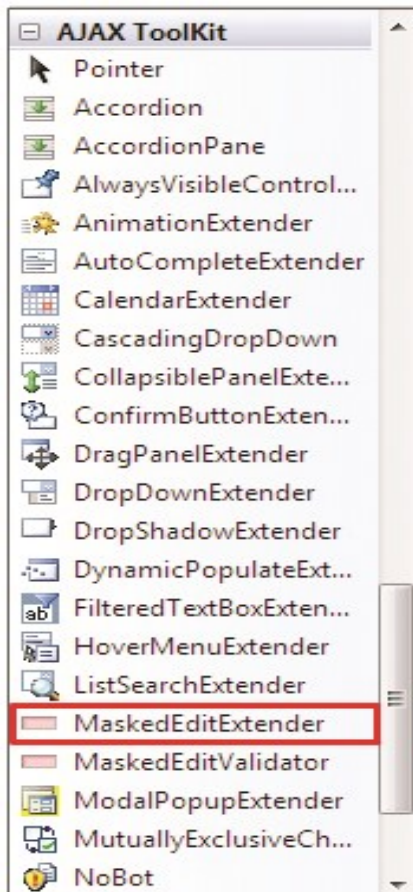 AJAX ToolKit
Pointer
Accordion
AccordionPane
AlwaysVisibleControl...
AnimationExtender
AutoCompleteExtender
CalendarExtender
CascadingDropDown
CollapsiblePanelExte...
ConfirmButtonExten...
DragPanelExtender
DropDownExtender
DropShadowExtender
DynamicPopulateExt...
ab FilteredTextBoxExten...
HoverMenuExtender
ListSearchExtender
MaskedEditExtender
MaskedEditValidator
ModalPopupExtender
MutuallyExclusiveCh...
NoBot